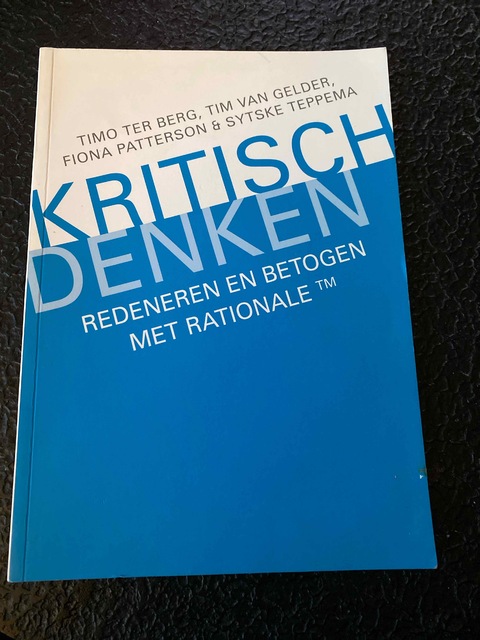 TIMO TER BERG, TIM VAN GELDER,
FIONA PATTERSON & SYTSKE TEPPEMA
KRITISCH
DENKEN
REDENEREN EN BETOGEN
MET RATIONALE ™